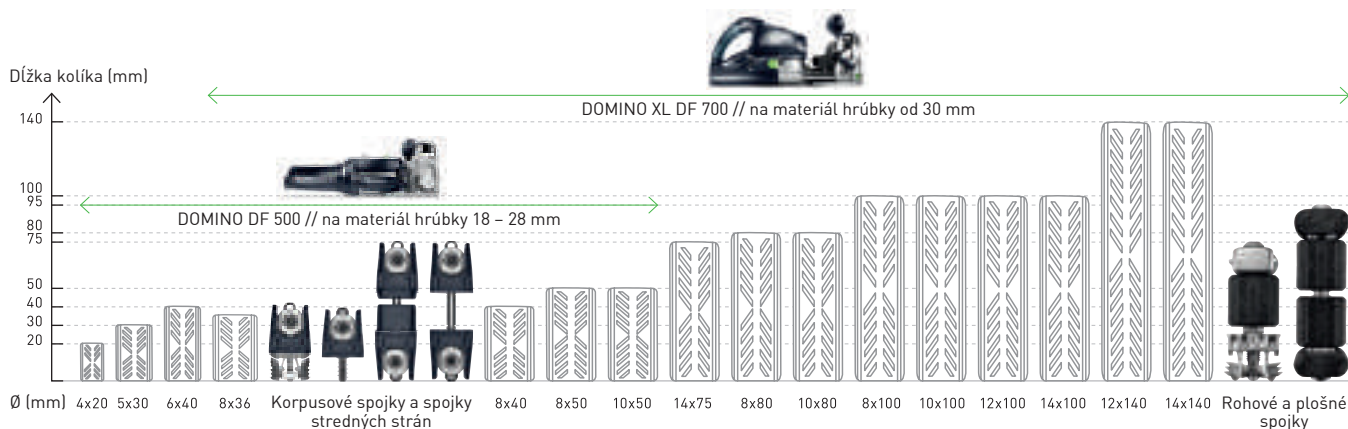 Dĺžka kolíka (mm)
DOMINO XL DF 700 // na materiál hrúbky od 30 mm
140
DOMINO DF 500 // na materiál hrúbky 18 – 28 mm
100
95
80
75
50
40
30
20
Ø (mm) 4x20 5x30 6x40 8x36 Korpusové spojky a spojky 8x40 8x50 10x50 14x75 8x80 10x80 8x100 10x100 12x100 14x100 12x140 14x140 Rohové a plošné
stredných strán spojky